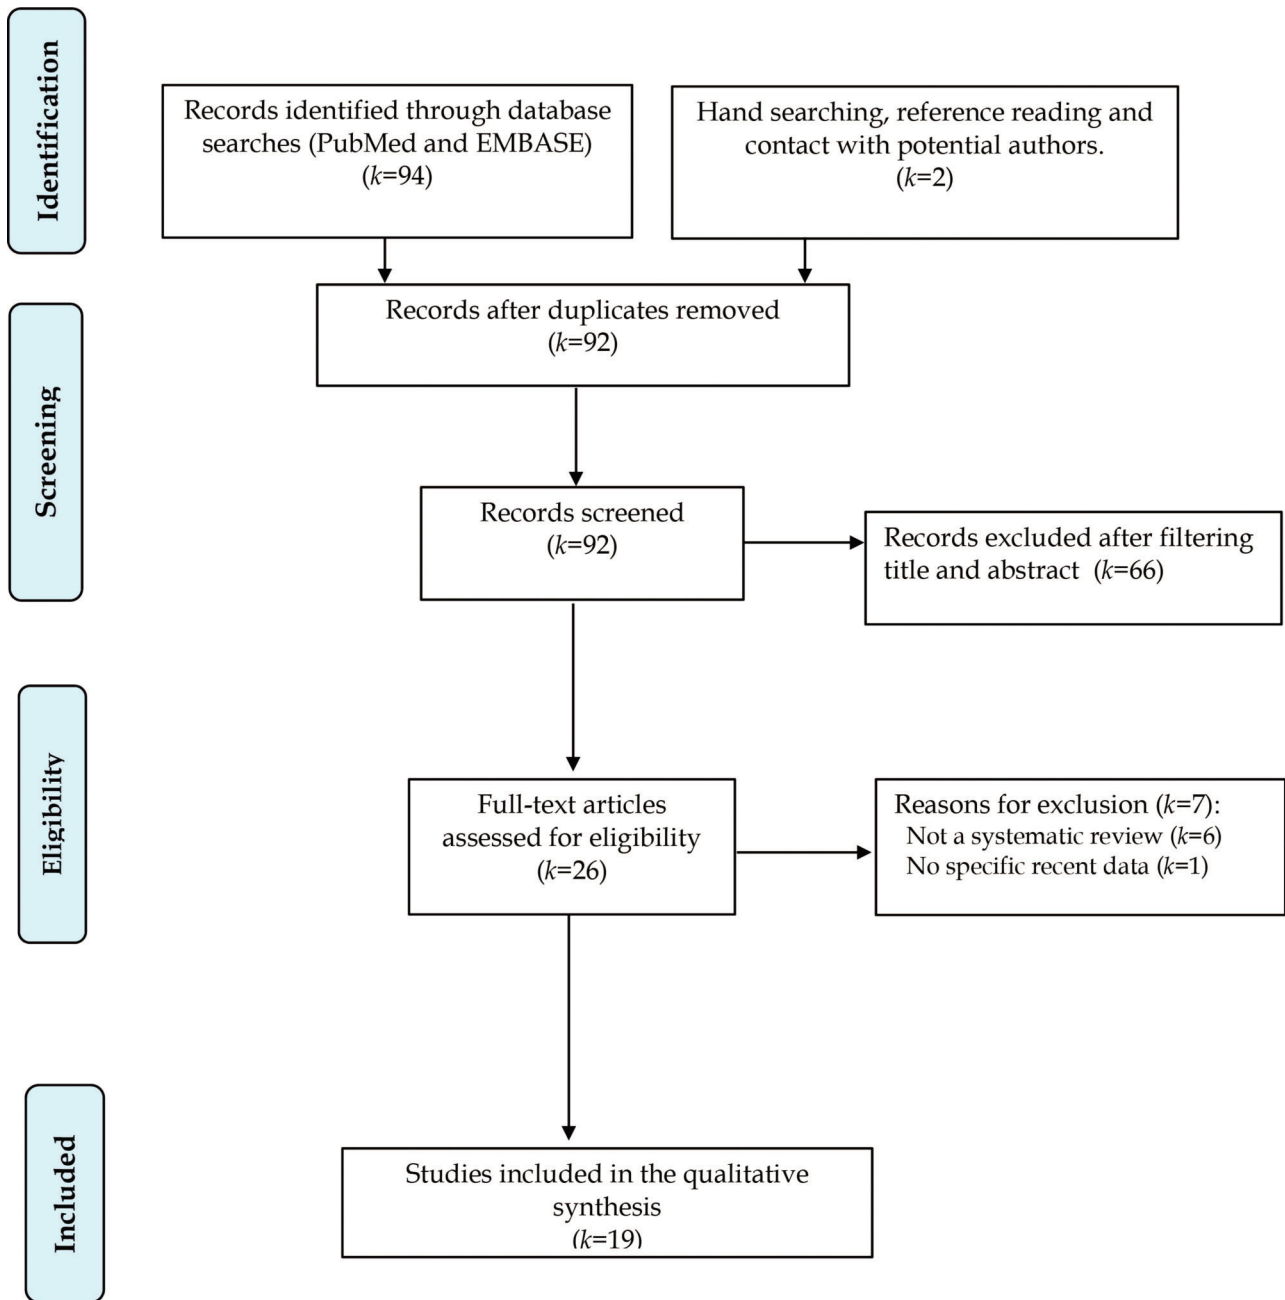 Identification
Records identified through database
searches (PubMed and EMBASE)
(k=94)
Hand searching, reference reading and
contact with potential authors.
(k=2)
Records after duplicates removed
(k=92)
Screening
Records screened
(k=92)
Records excluded after filtering
title and abstract (k=66)
Eligibility
Full-text articles
assessed for eligibility
(k=26)
Reasons for exclusion (k=7):
Not a systematic review (k=6)
No specific recent data (k=1)
Included
Studies included in the qualitative
synthesis
(k=19)